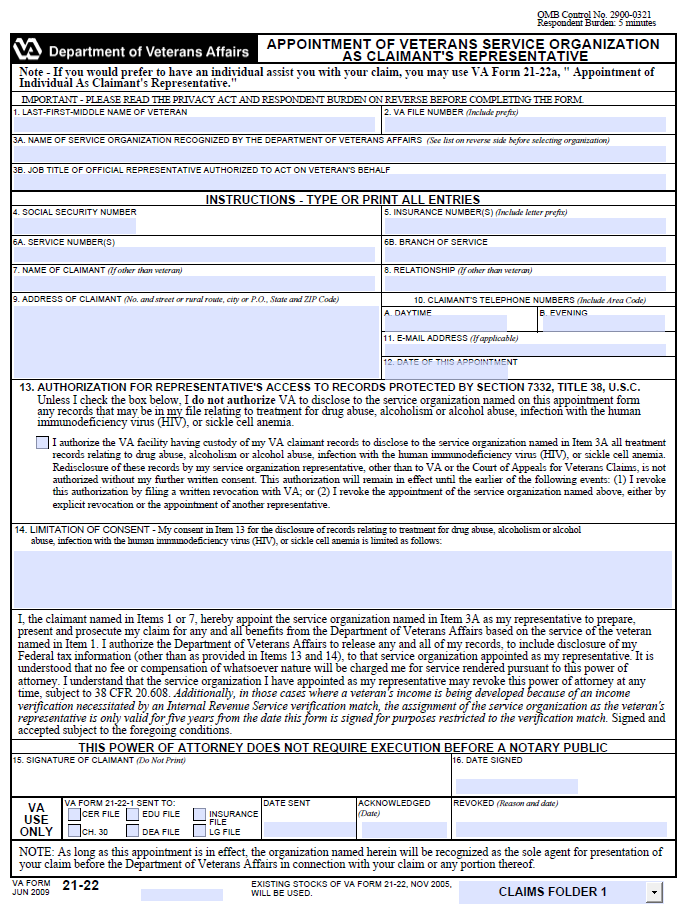 OMB Control No. 2900-0321
Respondent Burden: 5 minutes
VA
Department of Veterans Affairs
APPOINTMENT OF VETERANS SERVICE ORGANIZATION
AS CLAIMANT'S REPRESENTATIVE
Note - If you would prefer to have an individual assist you with your claim, you may use VA Form 21-22a, " Appointment of
Individual As Claimant's Representative."
IMPORTANT - PLEASE READ THE PRIVACY ACT AND RESPONDENT BURDEN ON REVERSE BEFORE COMPLETING THE FORM.
1. LAST-FIRST-MIDDLE NAME OF VETERAN
2. VA FILE NUMBER (Include prefix)
3A. NAME OF SERVICE ORGANIZATION RECOGNIZED BY THE DEPARTMENT OF VETERANS AFFAIRS (See list on reverse side before selecting organization)
3B. JOB TITLE OF OFFICIAL REPRESENTATIVE AUTHORIZED TO ACT ON VETERAN'S BEHALF
INSTRUCTIONS - TYPE OR PRINT ALL ENTRIES
4. SOCIAL SECURITY NUMBER
5. INSURANCE NUMBER(S) (Include letter prefix)
6A. SERVICE NUMBER(S)
6B. BRANCH OF SERVICE
7. NAME OF CLAIMANT (If other than veteran)
8. RELATIONSHIP (If other than veteran)
9. ADDRESS OF CLAIMANT (No. and street or rural route, city or P.O., State and ZIP Code)
10. CLAIMANT'S TELEPHONE NUMBERS (Include Area Code)
A. DAYTIME
B. EVENING
11. E-MAIL ADDRESS (If applicable)
12. DATE OF THIS APPOINTMENT
13. AUTHORIZATION FOR REPRESENTATIVE'S ACCESS TO RECORDS PROTECTED BY SECTION 7332, TITLE 38, U.S.C.
Unless I check the box below, I do not authorize VA to disclose to the service organization named on this appointment form
any records that may be in my file relating to treatment for drug abuse, alcoholism or alcohol abuse, infection with the human
immunodeficiency virus (HIV), or sickle cell anemia.
I authorize the VA facility having custody of my VA claimant records to disclose to the service organization named in Item 3A all treatment
records relating to drug abuse, alcoholism or alcohol abuse, infection with the human immunodeficiency virus (HIV), or sickle cell anemia.
Redisclosure of these records by my service organization representative, other than to VA or the Court of Appeals for Veterans Claims, is not
authorized without my further written consent. This authorization will remain in effect until the earlier of the following events: (1) I revoke
this authorization by filing a written revocation with VA; or (2) I revoke the appointment of the service organization named above, either by
explicit revocation or the appointment of another representative.
14. LIMITATION OF CONSENT - My consent in Item 13 for the disclosure of records relating to treatment for drug abuse, alcoholism or alcohol
abuse, infection with the human immunodeficiency virus (HIV), or sickle cell anemia is limited as follows:
I, the claimant named in Items 1 or 7, hereby appoint the service organization named in Item 3A as my representative to prepare,
present and prosecute my claim for any and all benefits from the Department of Veterans Affairs based on the service of the veteran
named in Item 1. I authorize the Department of Veterans Affairs to release any and all of my records, to include disclosure of my
Federal tax information (other than as provided in Items 13 and 14), to that service organization appointed as my representative. It is
understood that no fee or compensation of whatsoever nature will be charged me for service rendered pursuant to this power of
attorney. I understand that the service organization I have appointed as my representative may revoke this power of attorney at any
time, subject to 38 CFR 20.608. Additionally, in those cases where a veteran's income is being developed because of an income
verification necessitated by an Internal Revenue Service verification match, the assignment of the service organization as the veteran's
representative is only valid for five years from the date this form is signed for purposes restricted to the verification match. Signed and
accepted subject to the foregoing conditions.
THIS POWER OF ATTORNEY DOES NOT REQUIRE EXECUTION BEFORE A NOTARY PUBLIC
15. SIGNATURE OF CLAIMANT (Do Not Print)
16. DATE SIGNED
VA
USE
ONLY
VA FORM 21-22-1 SENT TO:
CER FILE
EDU FILE
INSURANCE
FILE
CH. 30
DEA FILE
LG FILE
DATE SENT
ACKNOWLEDGED
(Date)
REVOKED (Reason and date)
NOTE: As long as this appointment is in effect, the organization named herein will be recognized as the sole agent for presentation of
your claim before the Department of Veterans Affairs in connection with your claim or any portion thereof.
VA FORM
JUN 2009
21-22
EXISTING STOCKS OF VA FORM 21-22, NOV 2005,
WILL BE USED.
CLAIMS FOLDER 1